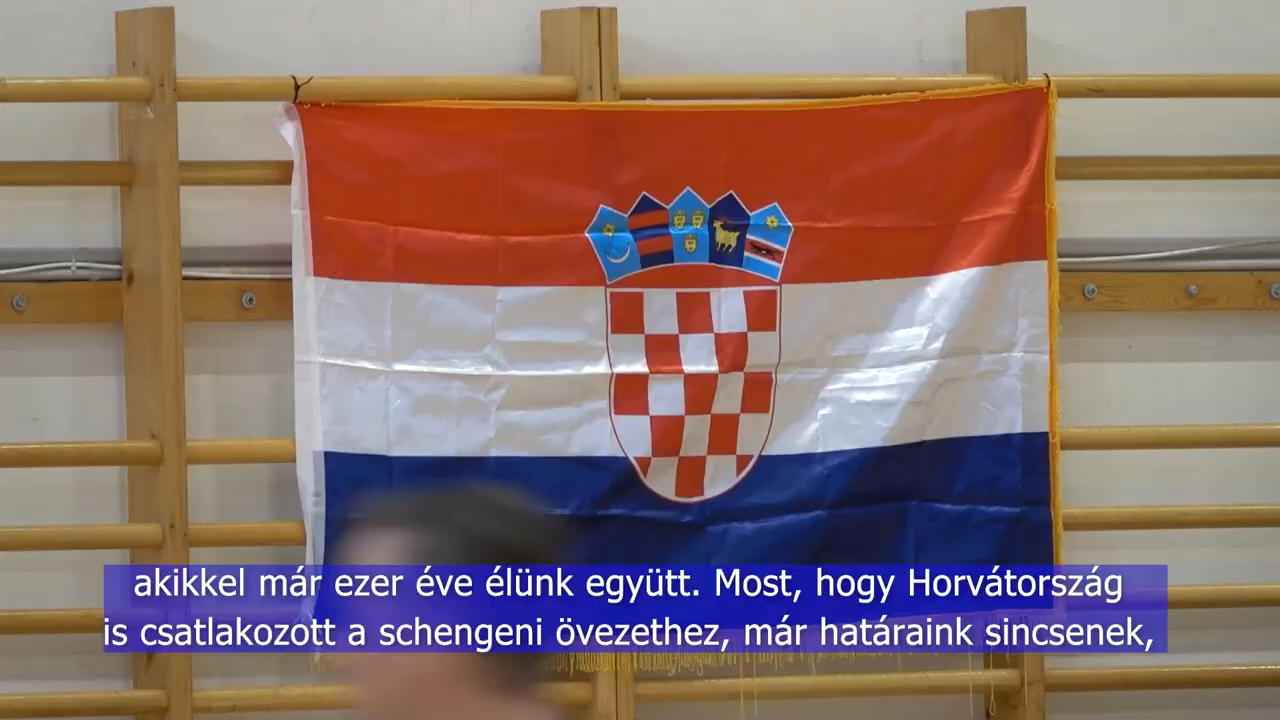 akikkel már ezer éve élünk együtt. Most, hogy Horvátország
is csatlakozott a schengeni övezethez, már határaink sincsenek,